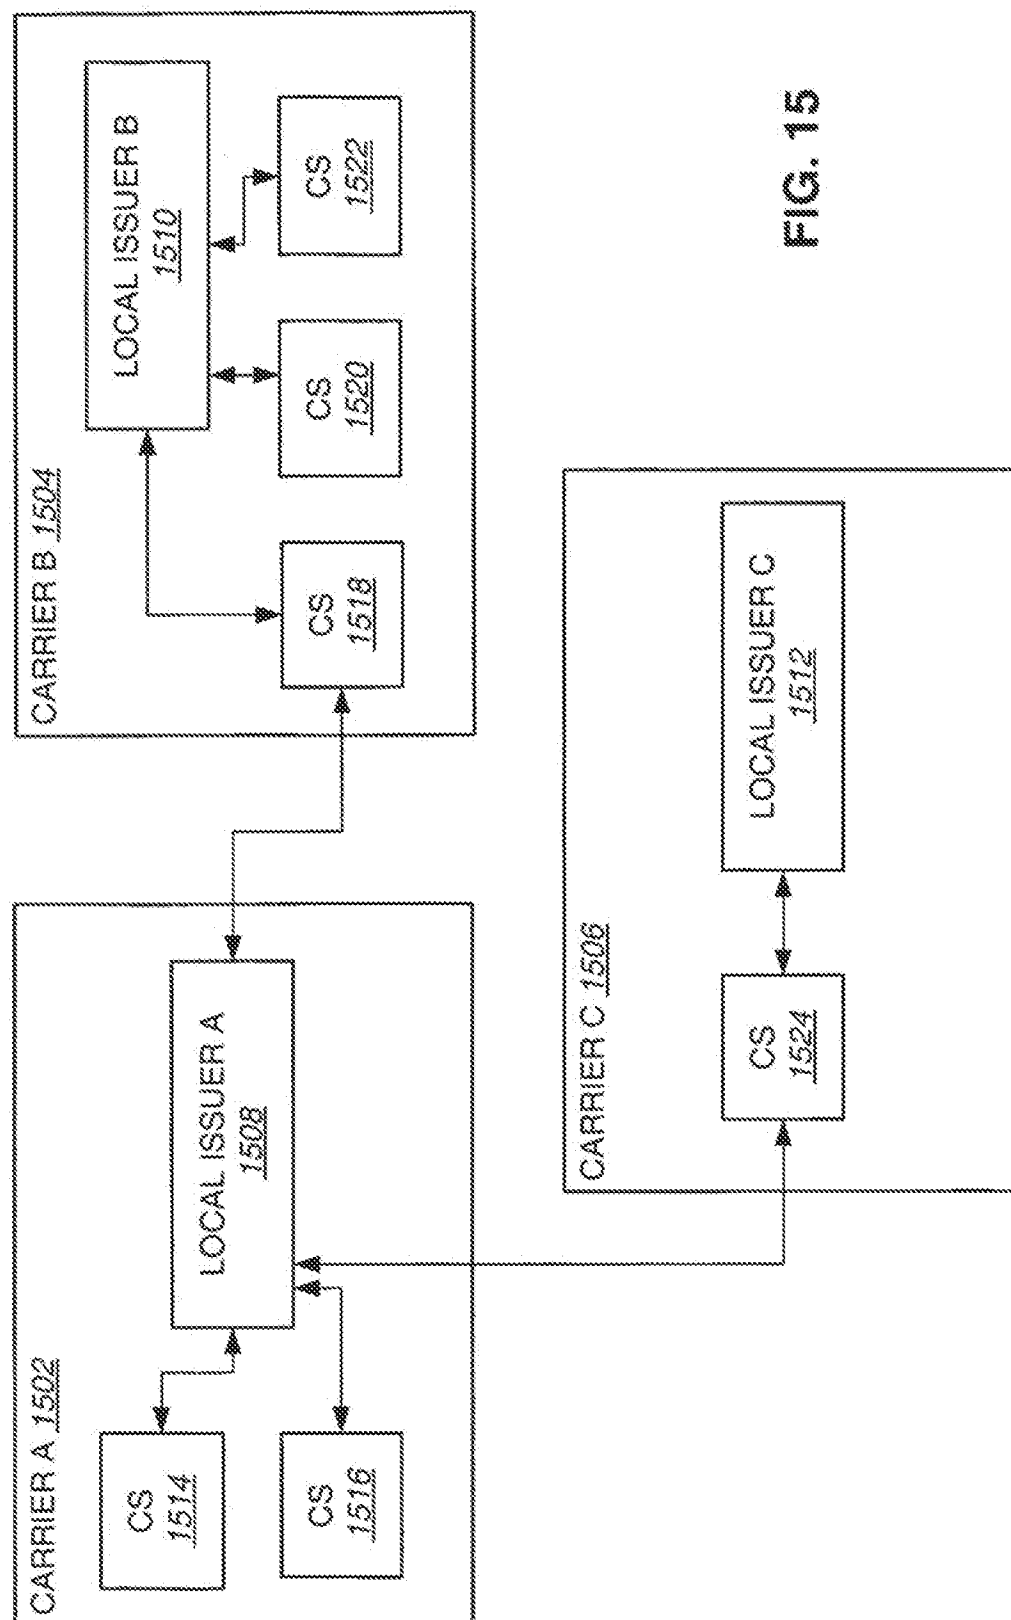 CARRIER A 1502
CS
1514
CS
1516
LOCAL ISSUER A
1508
CARRIER B 1504
LOCAL ISSUER B
1510
CS
1518
CS
1520
CS
1522
CARRIER C 1506
CS
1524
LOCAL ISSUER C
1512
FIG. 15